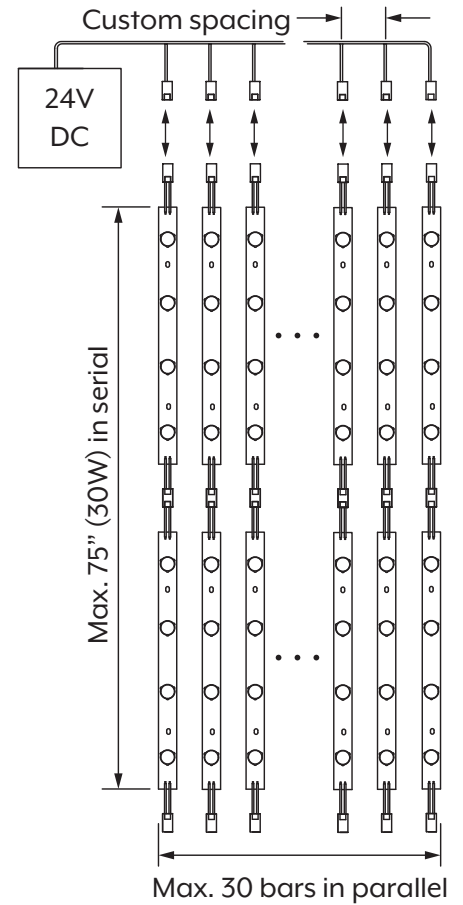 Custom spacing
24V
DC
Max. 75” (30W) in serial
Max. 30 bars in parallel